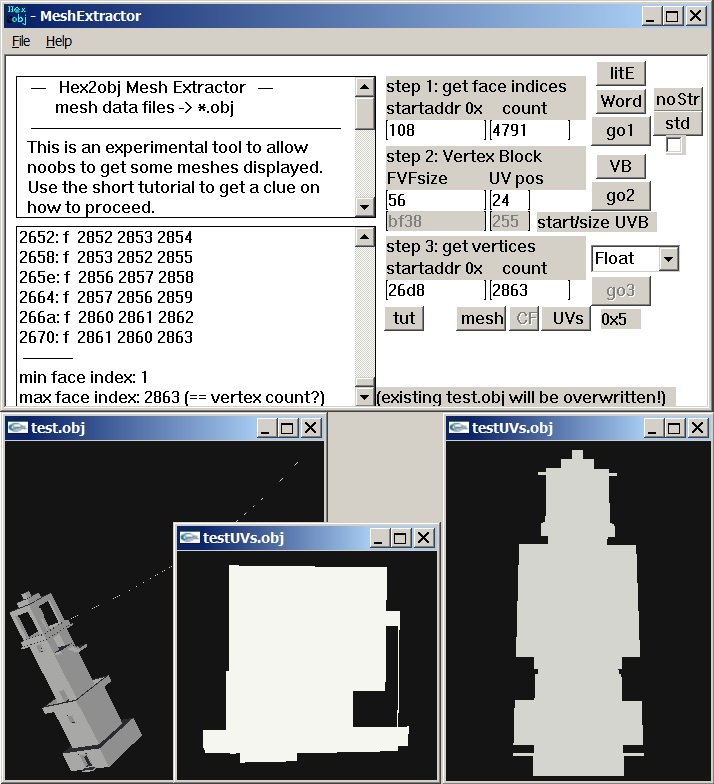 Hex obj - MeshExtractor
File Help
— Hex2obj Mesh Extractor —
mesh data files -> *.obj
This is an experimental tool to allow
noobs to get some meshes displayed.
Use the short tutorial to get a clue on
how to proceed.
2652: f 2852 2853 2854
2658: f 2853 2852 2855
265e: f 2856 2857 2858
2664: f 2857 2856 2859
266a: f 2860 2861 2862
2670: f 2861 2860 2863
min face index: 1
max face index: 2863 (== vertex count?)
step 1: get face indices
startaddr 0x count
108 4791
litE
Word
go1
noStr
std
step 2: Vertex Block
FVFsize UV pos
56 24
bf38 255 start/size UVB
VB
go2
step 3: get vertices
startaddr 0x count
26d8 2863
Float
go3
tut mesh CF UVs 0x5
(existing test.obj will be overwritten!)
test.obj
testUVs.obj
testUVs.obj